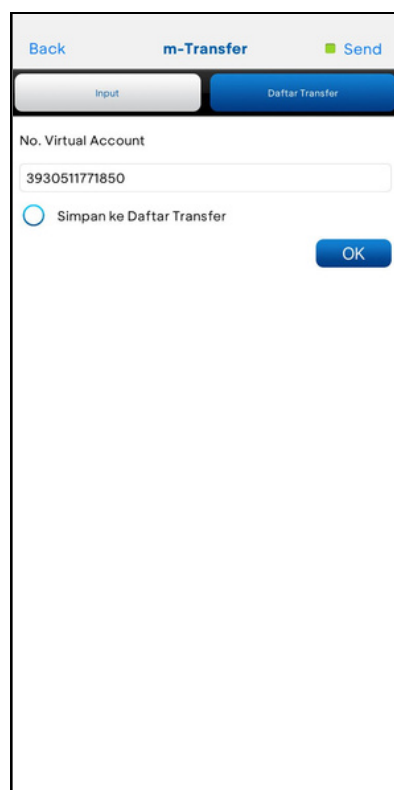 Back m-Transfer Send
Input Daftar Transfer
No. Virtual Account
3930511771850
Simpan ke Daftar Transfer
OK